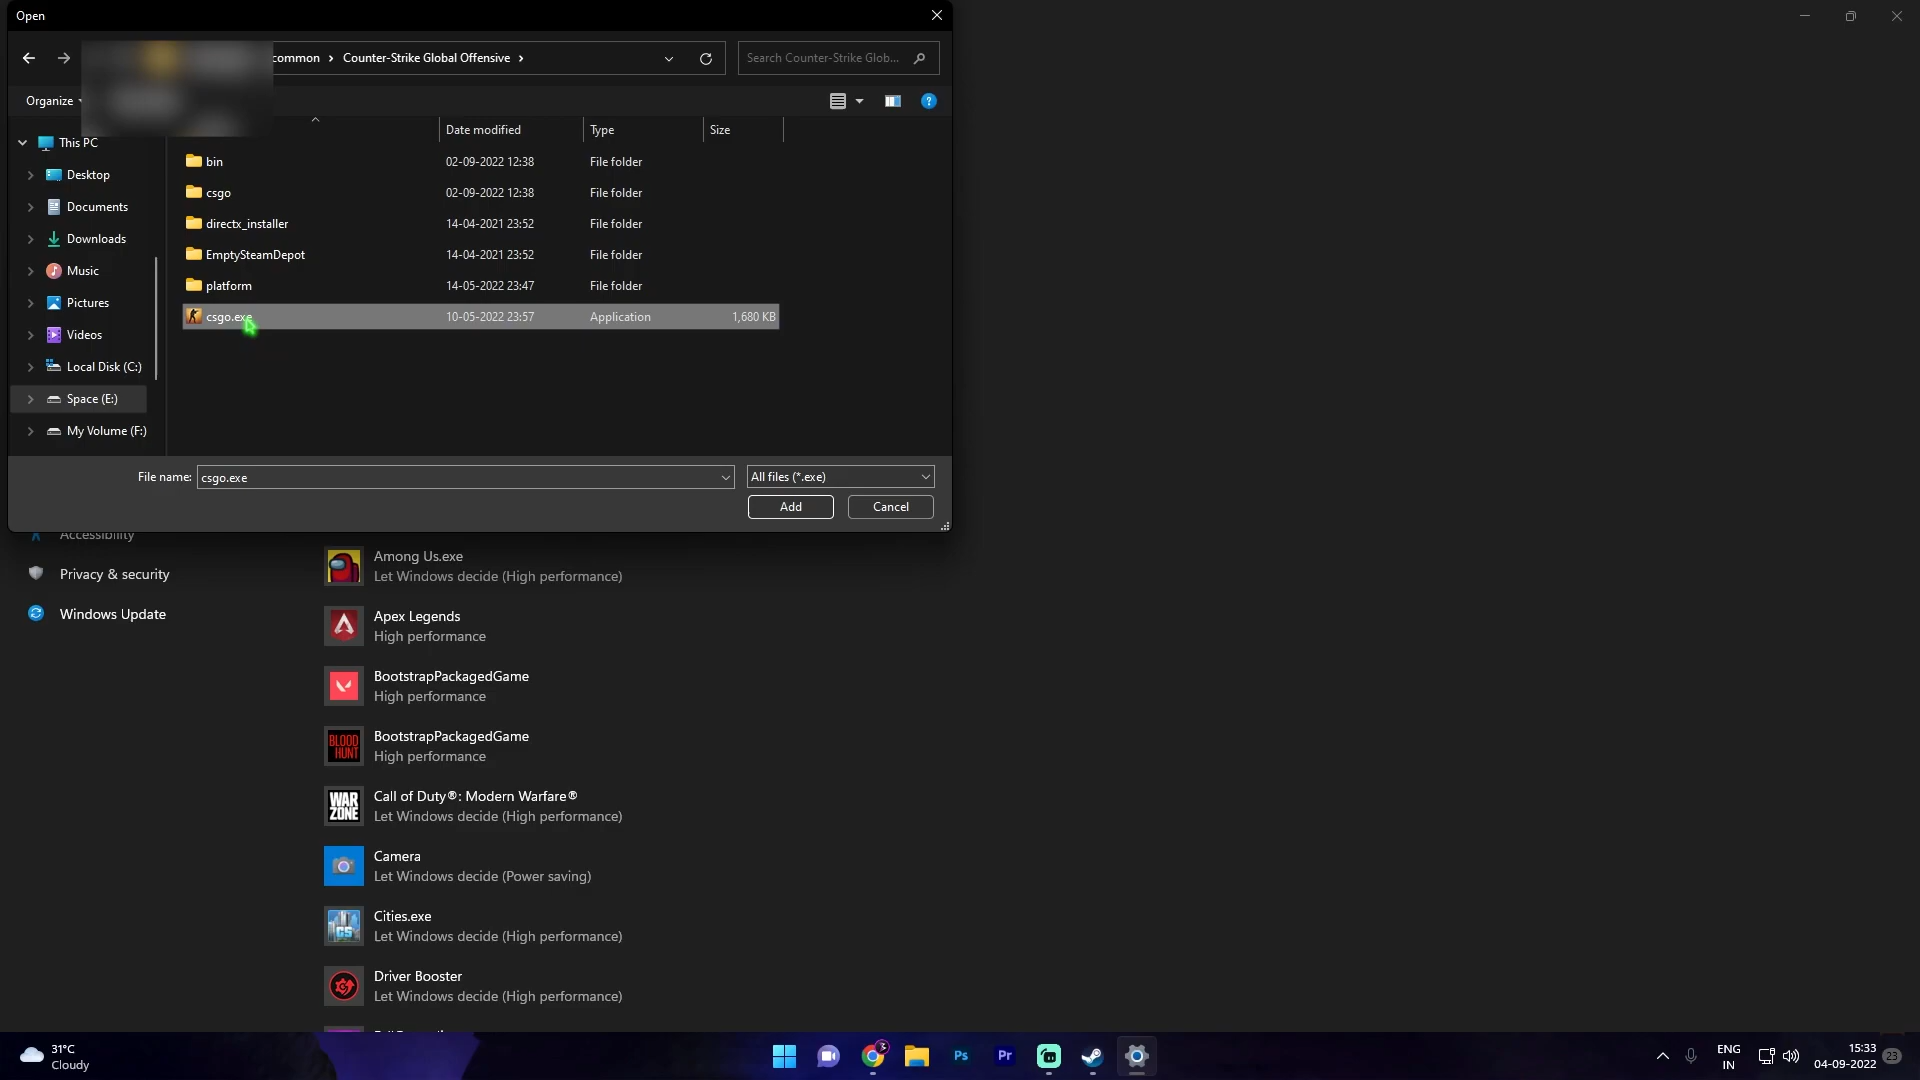 Open
common > Counter-Strike Global Offensive >
Search Counter-Strike Glob...
Organize
?
Date modified
Type
Size
This PC
Desktop
Documents
Downloads
Music
Pictures
Videos
Local Disk (C:)
Space (E:)
My Volume (F:)
bin 02-09-2022 12:38 File folder
csgo 02-09-2022 12:38 File folder
directx_installer 14-04-2021 23:52 File folder
EmptySteamDepot 14-04-2021 23:52 File folder
platform 14-05-2022 23:47 File folder
csgo.exe 10-05-2022 23:57 Application 1,680 KB
File name: csgo.exe
All files (*.exe)
Add
Cancel
Accessibility
Privacy & security
Windows Update
Among Us.exe
Let Windows decide (High performance)
Apex Legends
High performance
BootstrapPackagedGame
High performance
BLOOD
HUNT
BootstrapPackagedGame
High performance
WAR
ZONE
Call of Duty®: Modern Warfare®
Let Windows decide (High performance)
Camera
Let Windows decide (Power saving)
CS
Cities.exe
Let Windows decide (High performance)
Driver Booster
Let Windows decide (High performance)
31°C
Cloudy
3
Ps
Pr
ENG
IN
15:33
04-09-2022
23